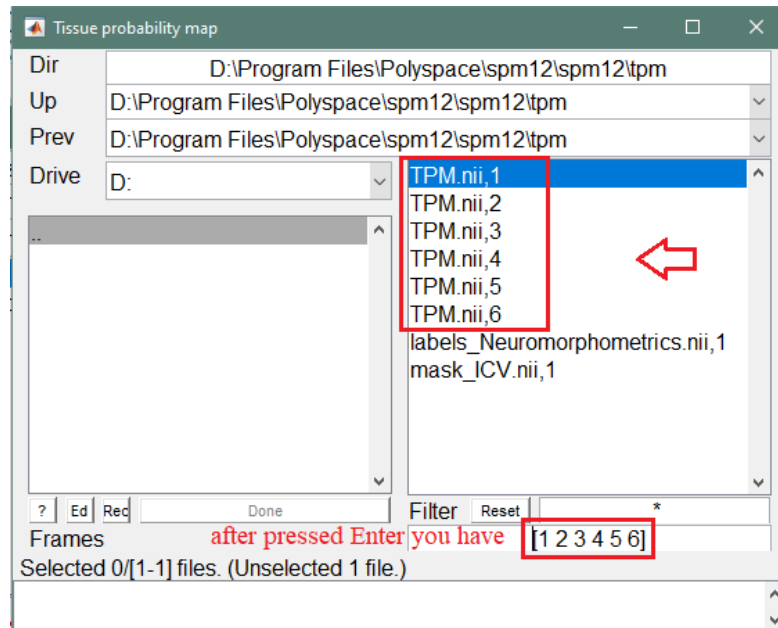 Tissue probability map
Dir D:\Program Files\Polyspace\spm12\spm12\tpm
Up D:\Program Files\Polyspace\spm12\spm12\tpm
Prev D:\Program Files\Polyspace\spm12\spm12\tpm
Drive D:
TPM.nii,1
TPM.nii,2
TPM.nii,3
TPM.nii,4
TPM.nii,5
TPM.nii,6
labels_Neuromorphometrics.nii,1
mask_ICV.nii,1
..
? Ed Rec Done Filter Reset *
Frames after pressed Enter you have [1 2 3 4 5 6]
Selected 0/[1-1] files. (Unselected 1 file.)